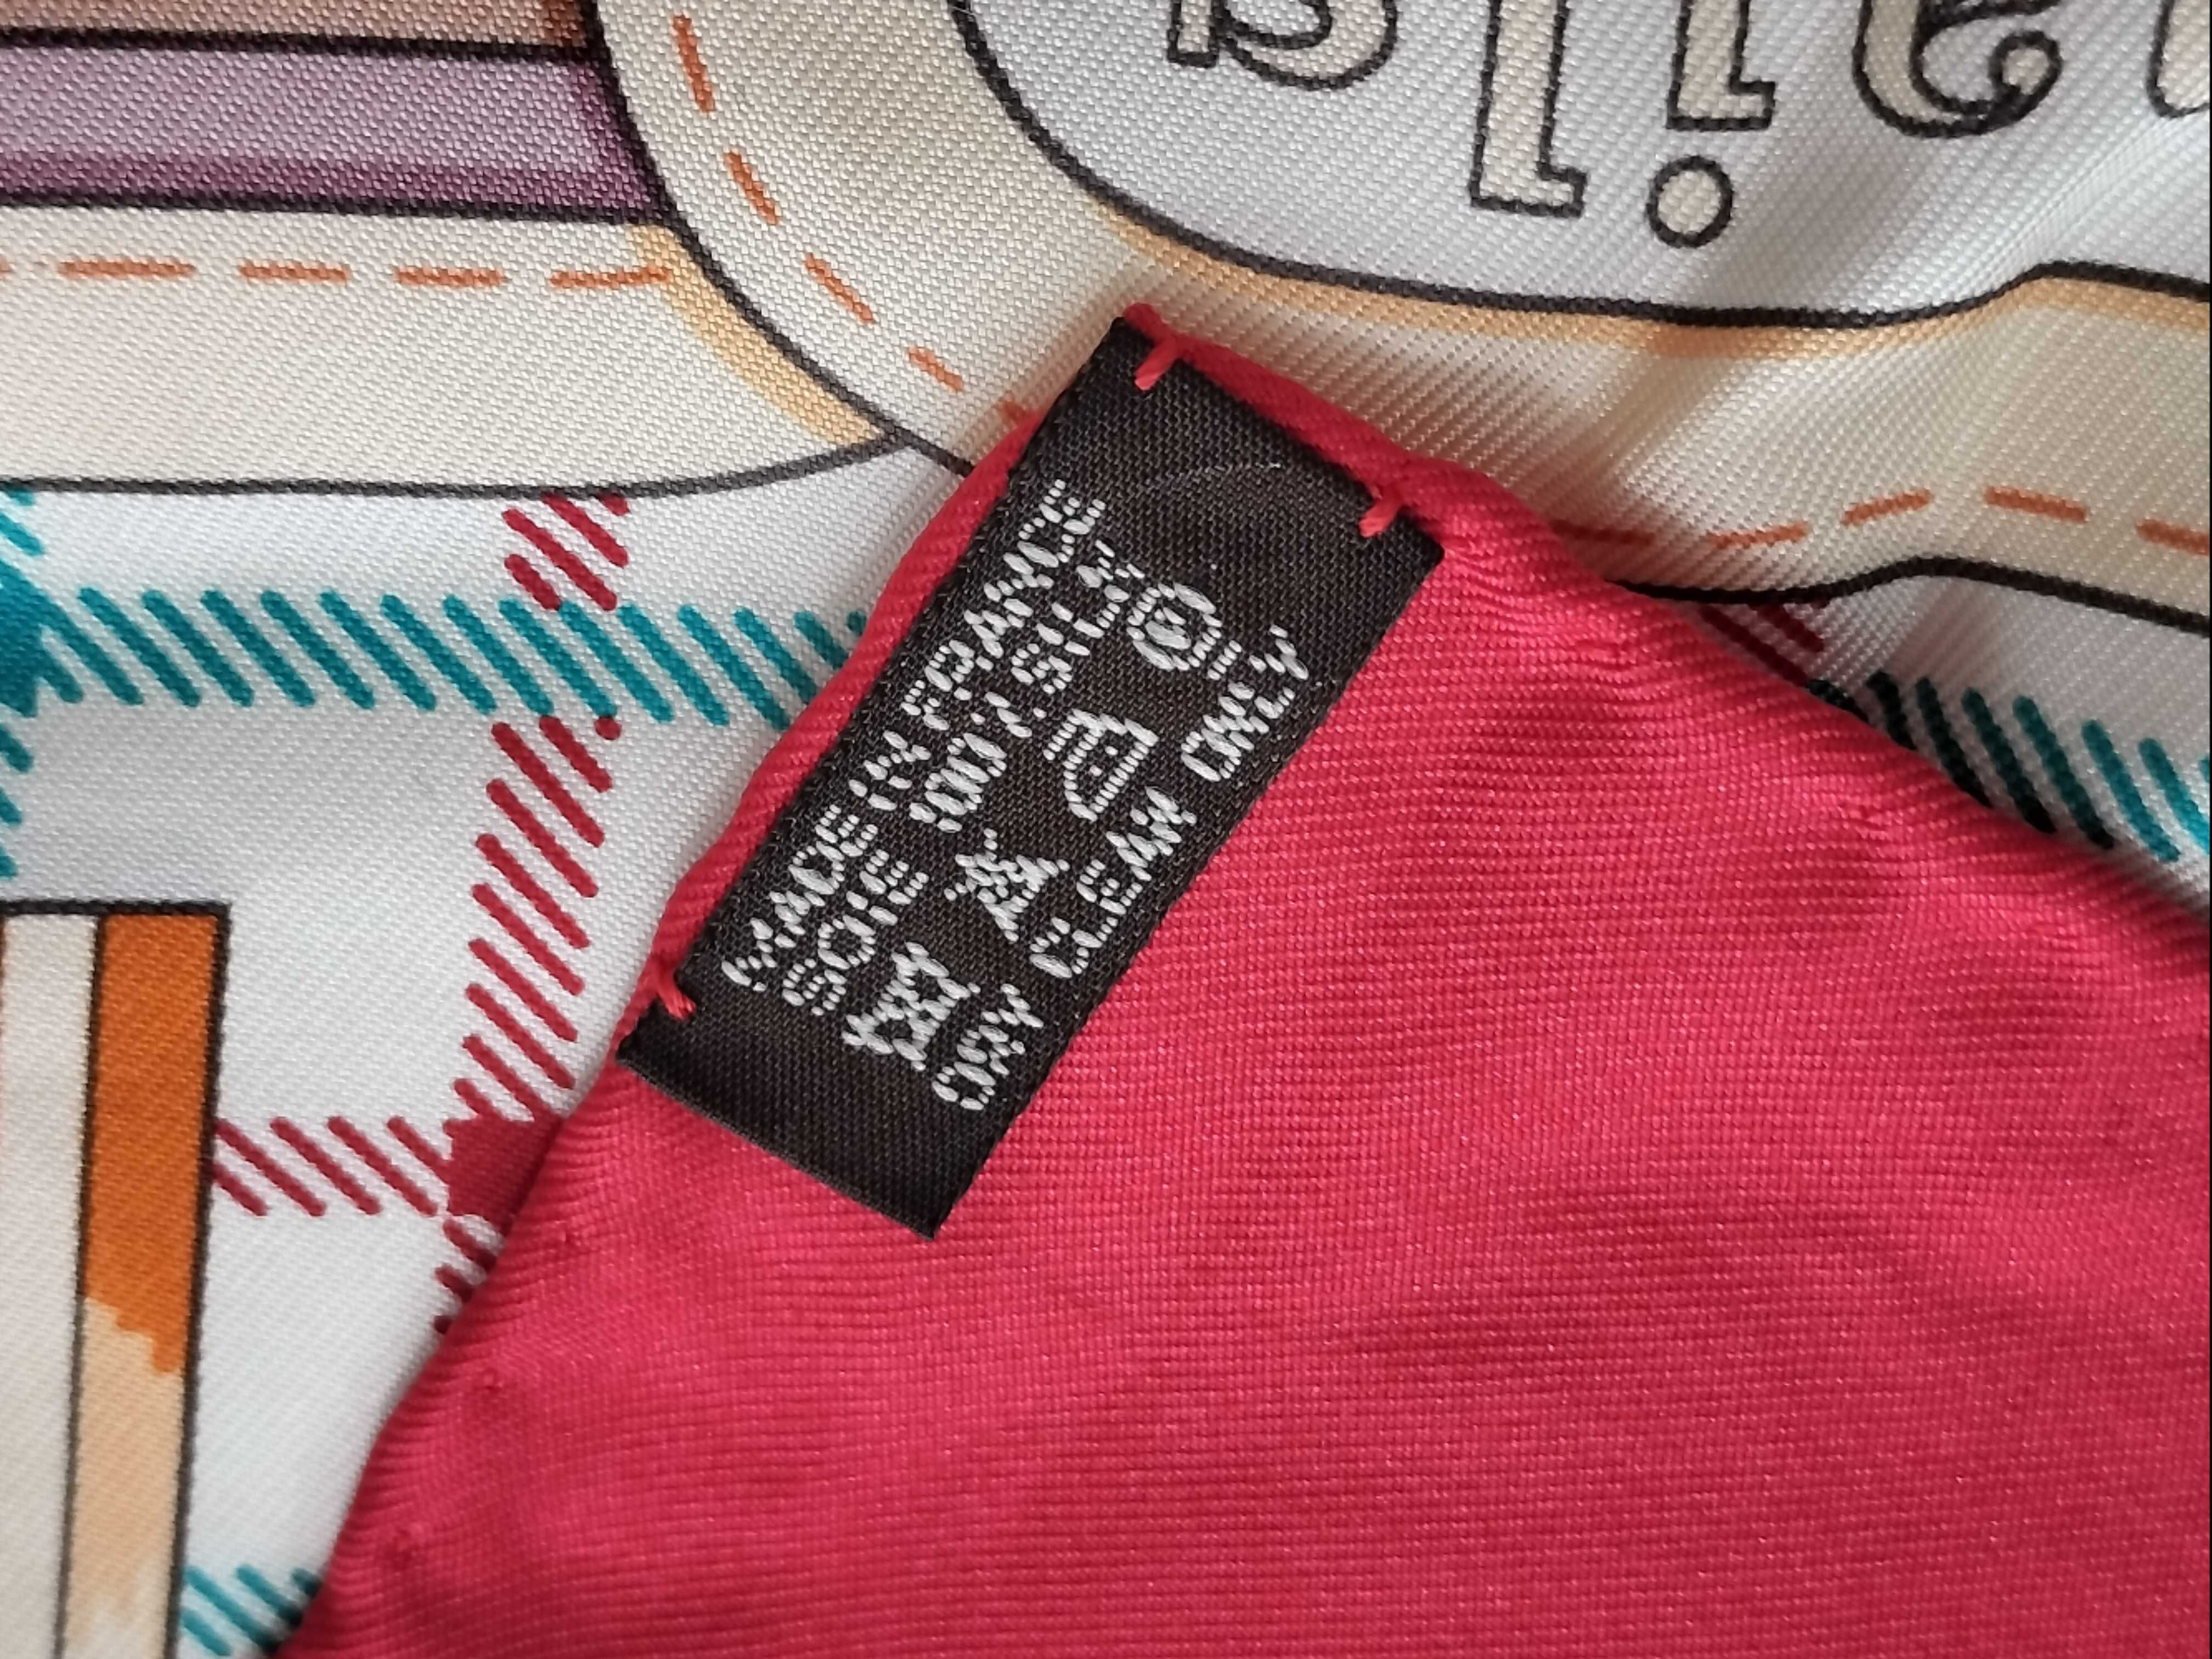 MADE IN FRANCE
SOIE 100% SILK
DRY CLEAN ONLY